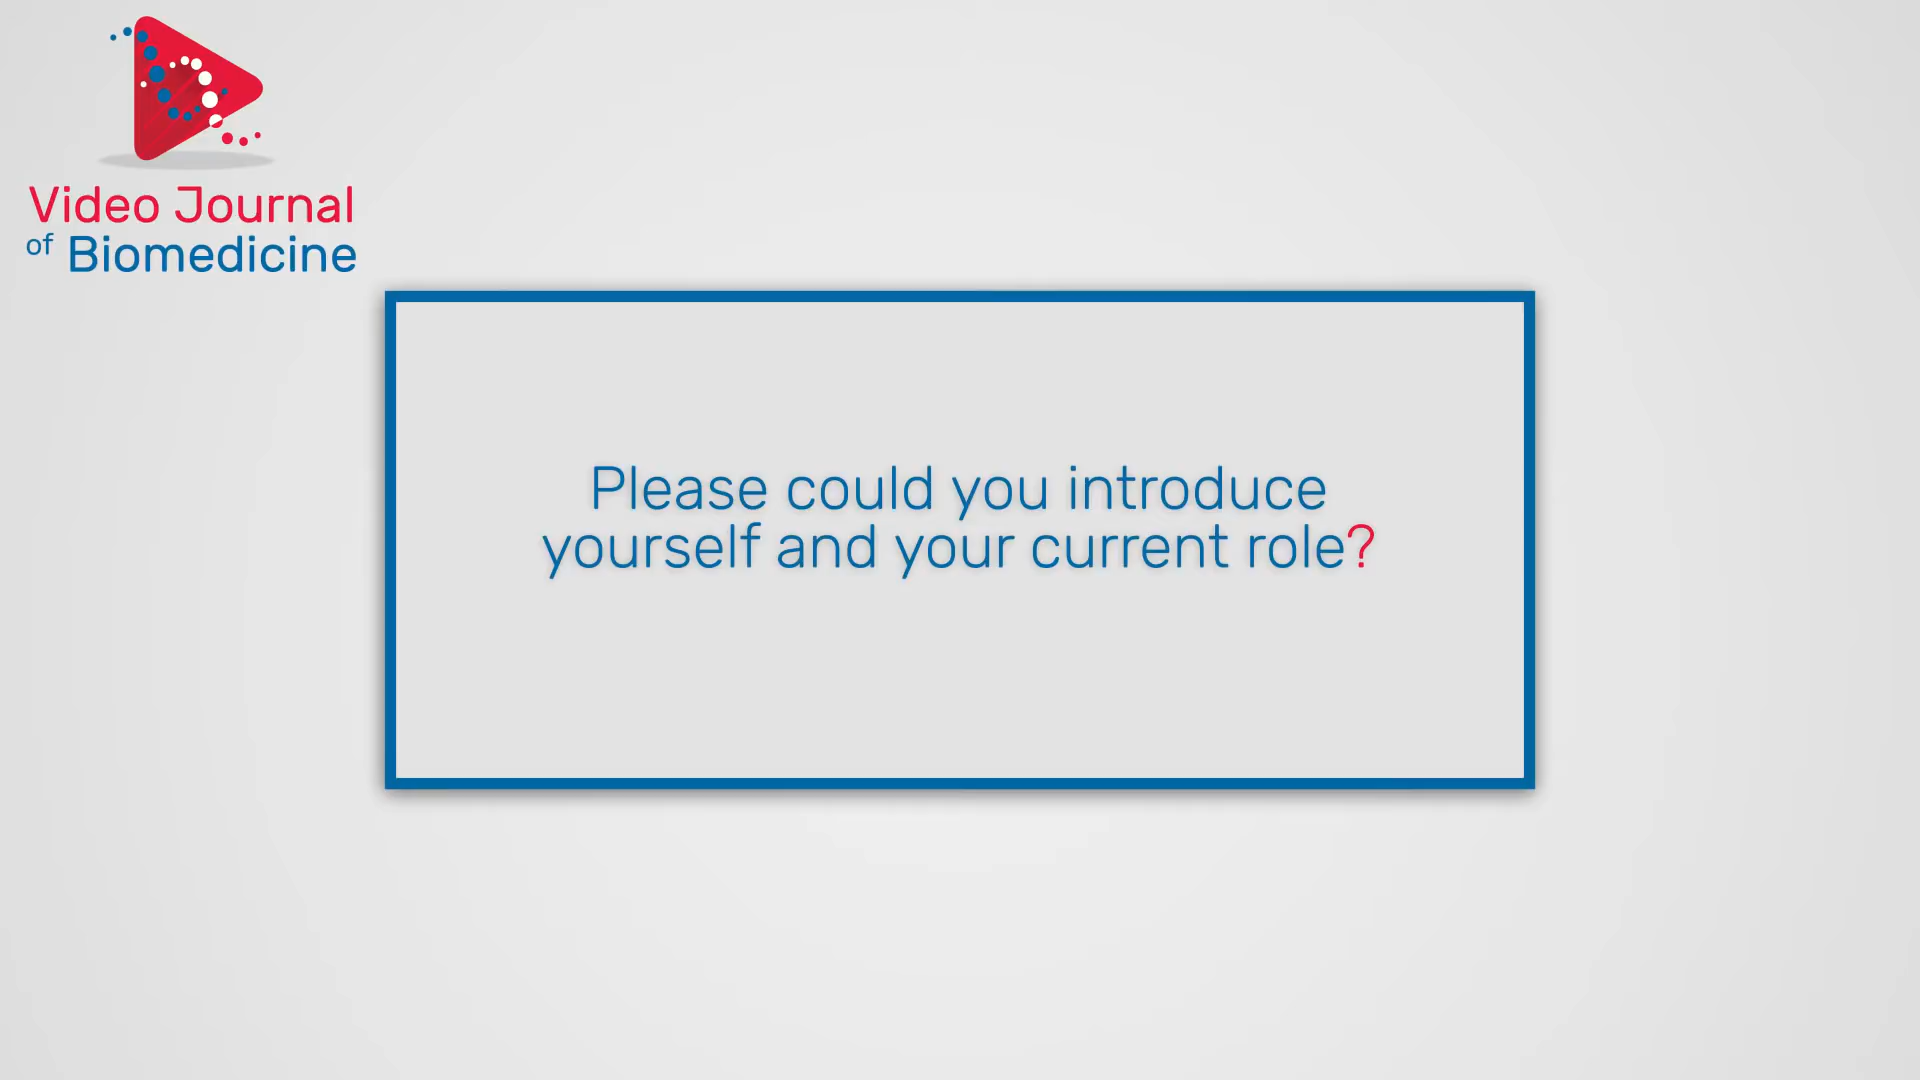 Video Journal
of Biomedicine
Please could you introduce
yourself and your current role?